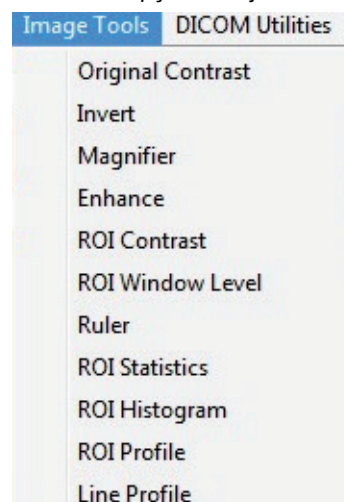 Image Tools DICOM Utilities
Original Contrast
Invert
Magnifier
Enhance
ROI Contrast
ROI Window Level
Ruler
ROI Statistics
ROI Histogram
ROI Profile
Line Profile